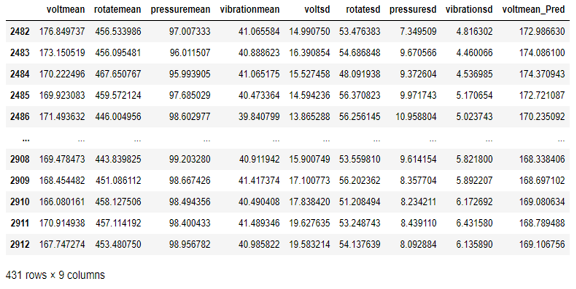 voltmean rotatemean pressuremean vibrationmean voltsd rotatesd pressuresd vibrationsd voltmean_Pred
2482 176.849737 456.533986 97.007333 41.065584 14.990750 53.476383 7.349509 4.816302 172.986630
2483 173.150519 456.095481 96.011507 40.888623 16.390854 54.686848 9.670566 4.460066 174.086100
2484 170.222496 467.650767 95.993905 41.065175 15.527458 48.091938 9.372604 4.536985 174.370943
2485 169.923083 459.572124 97.685029 40.473364 14.594236 56.370823 9.971743 5.170654 172.721087
2486 171.493632 446.004956 98.602977 39.840799 13.865288 56.256145 10.958804 5.023743 170.235092
... ... ... ... ... ... ... ... ... ...
2908 169.478473 443.839825 99.203280 40.911942 15.900749 53.559810 9.614154 5.821800 168.338406
2909 168.454482 451.086112 98.667426 41.417374 17.100773 56.202362 8.357704 5.892207 168.697102
2910 166.080161 458.127506 98.494356 40.490408 17.838420 51.208494 8.234211 6.172692 169.080634
2911 170.914938 457.114192 98.400433 41.489346 19.627635 53.248743 8.439110 6.431580 168.789488
2912 167.747274 453.480750 98.956782 40.985822 19.583214 54.137639 8.092884 6.135890 169.106756
431 rows × 9 columns